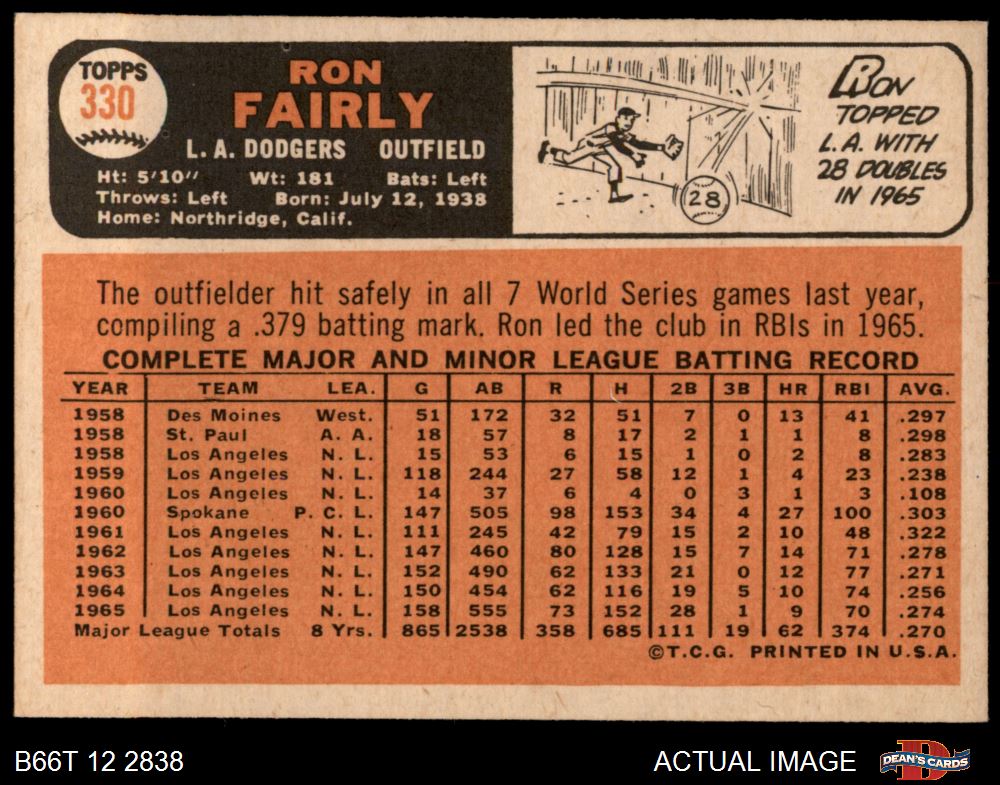 TOPPS
330
RON
FAIRLY
L. A. DODGERS OUTFIELD
Ht: 5'10" Wt: 181 Bats: Left
Throws: Left Born: July 12, 1938
Home: Northridge, Calif.
28
RON
TOPPED
L.A. WITH
28 DOUBLES
IN 1965
The outfielder hit safely in all 7 World Series games last year,
compiling a .379 batting mark. Ron led the club in RBIs in 1965.
COMPLETE MAJOR AND MINOR LEAGUE BATTING RECORD
YEAR TEAM LEA. G AB R H 2B 3B HR RBI AVG.
1958 Des Moines West. 51 172 32 51 7 0 13 41 .297
1958 St. Paul A. A. 18 57 8 17 2 1 1 8 .298
1958 Los Angeles N. L. 15 53 6 15 1 0 2 8 .283
1959 Los Angeles N. L. 118 244 27 58 12 1 4 23 .238
1960 Los Angeles N. L. 14 37 6 4 0 3 1 3 .108
1960 Spokane P. C. L. 147 505 98 153 34 4 27 100 .303
1961 Los Angeles N. L. 111 245 42 79 15 2 10 48 .322
1962 Los Angeles N. L. 147 460 80 128 15 7 14 71 .278
1963 Los Angeles N. L. 152 490 62 133 21 0 12 77 .271
1964 Los Angeles N. L. 150 454 62 116 19 5 10 74 .256
1965 Los Angeles N. L. 158 555 73 152 28 1 9 70 .274
Major League Totals 8 Yrs. 865 2538 358 685 111 19 62 374 .270
©T.C.G. PRINTED IN U.S.A.
B66T 12 2838
ACTUAL IMAGE
D
DEAN'S CARDS